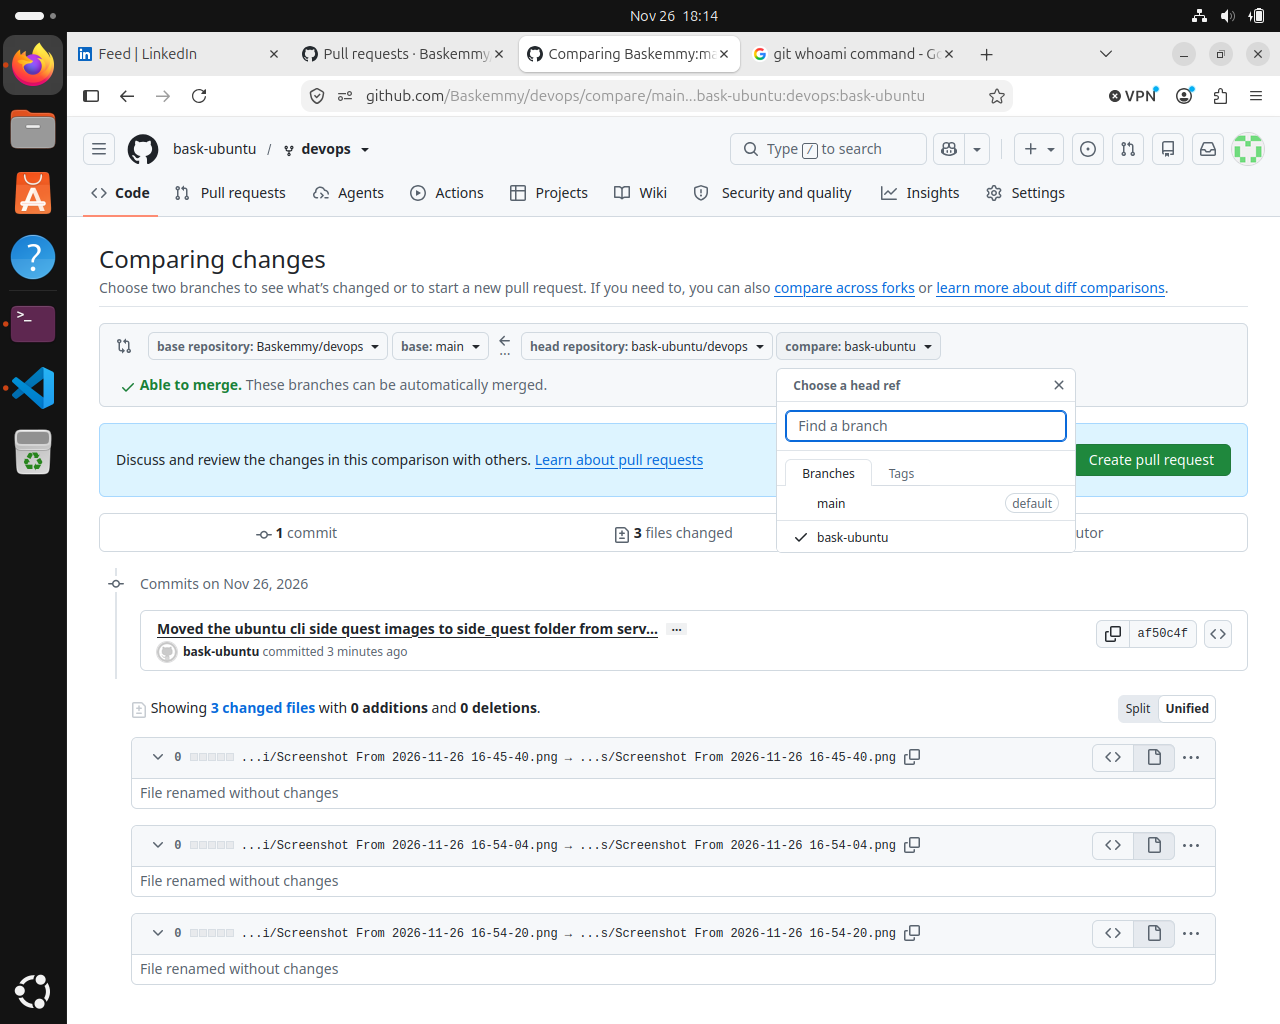 Nov 26 18:14
Feed | LinkedIn
Pull requests · Baskemmy
Comparing Baskemmy:ma
git whoami command - Go
github.com/Baskemmy/devops/compare/main...bask-ubuntu:devops:bask-ubuntu
VPN
bask-ubuntu / devops
Type / to search
Code
Pull requests
Agents
Actions
Projects
Wiki
Security and quality
Insights
Settings
Comparing changes
Choose two branches to see what's changed or to start a new pull request. If you need to, you can also compare across forks or learn more about diff comparisons.
base repository: Baskemmy/devops
base: main
...
head repository: bask-ubuntu/devops
compare: bask-ubuntu
Able to merge. These branches can be automatically merged.
Choose a head ref
Find a branch
Branches
Tags
main
default
bask-ubuntu
Discuss and review the changes in this comparison with others. Learn about pull requests
Create pull request
1 commit
3 files changed
utor
Commits on Nov 26, 2026
Moved the ubuntu cli side quest images to side_quest folder from serv... ...
bask-ubuntu committed 3 minutes ago
af50c4f
Showing 3 changed files with 0 additions and 0 deletions.
Split
Unified
0 ...i/Screenshot From 2026-11-26 16-45-40.png → ...s/Screenshot From 2026-11-26 16-45-40.png
File renamed without changes
0 ...i/Screenshot From 2026-11-26 16-54-04.png → ...s/Screenshot From 2026-11-26 16-54-04.png
File renamed without changes
0 ...i/Screenshot From 2026-11-26 16-54-20.png → ...s/Screenshot From 2026-11-26 16-54-20.png
File renamed without changes